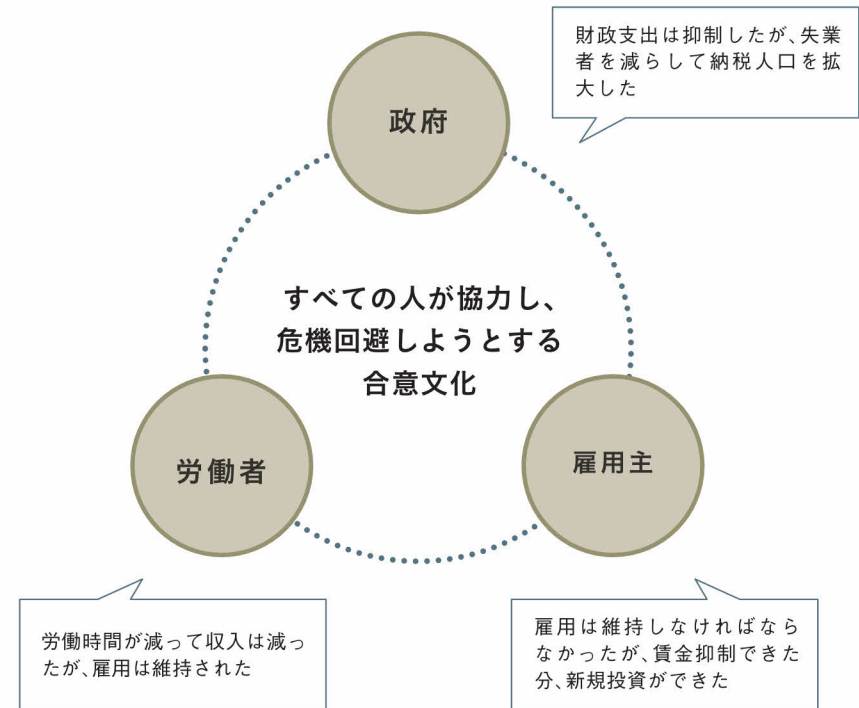 財政支出は抑制したが、失業
者を減らして納税人口を拡
大した
政府
すべての人が協力し、
危機回避しようとする
合意文化
労働者
雇用主
労働時間が減って収入は減っ
たが、雇用は維持された
雇用は維持しなければなら
なかったが、賃金抑制できた
分、新規投資ができた